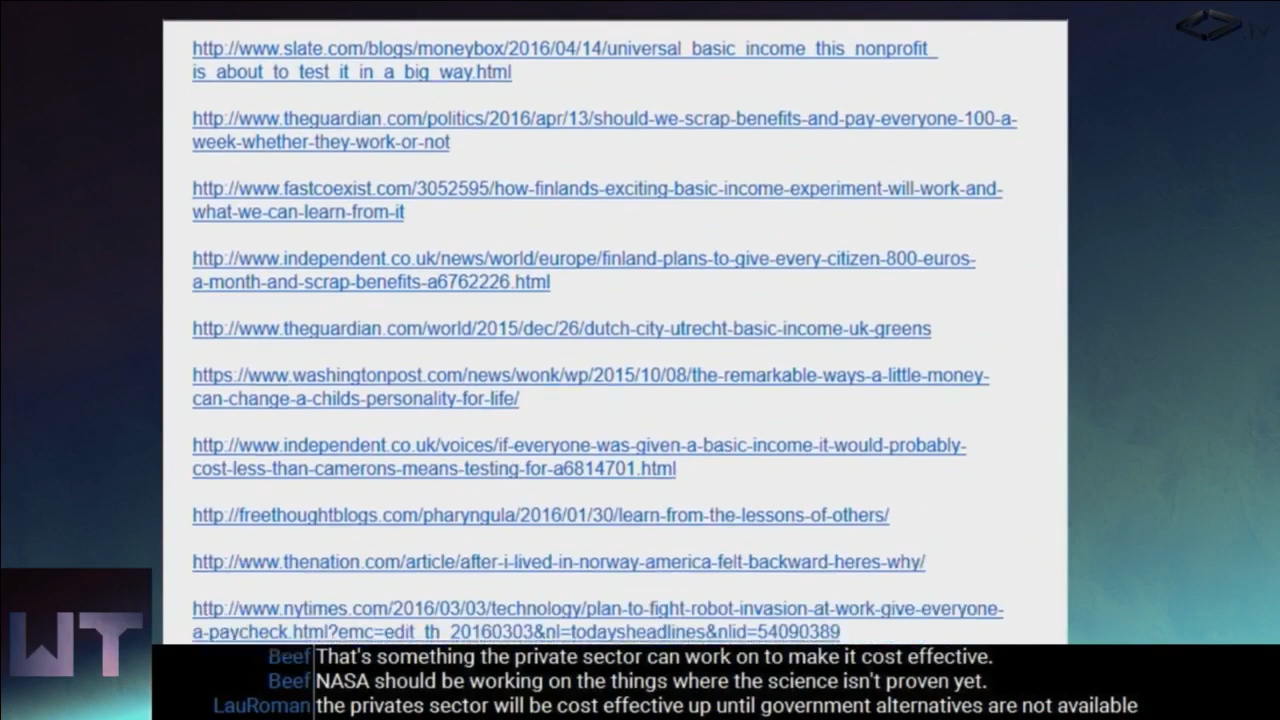 http://www.slate.com/blogs/moneybox/2016/04/14/universal_basic_income_this_nonprofit_
is_about_to_test_it_in_a_big_way.html
http://www.theguardian.com/politics/2016/apr/13/should-we-scrap-benefits-and-pay-everyone-100-a-
week-whether-they-work-or-not
http://www.fastcoexist.com/3052595/how-finlands-exciting-basic-income-experiment-will-work-and-
what-we-can-learn-from-it
http://www.independent.co.uk/news/world/europe/finland-plans-to-give-every-citizen-800-euros-
a-month-and-scrap-benefits-a6762226.html
http://www.theguardian.com/world/2015/dec/26/dutch-city-utrecht-basic-income-uk-greens
https://www.washingtonpost.com/news/wonk/wp/2015/10/08/the-remarkable-ways-a-little-money-
can-change-a-childs-personality-for-life/
http://www.independent.co.uk/voices/if-everyone-was-given-a-basic-income-it-would-probably-
cost-less-than-camerons-means-testing-for-a6814701.html
http://freethoughtblogs.com/pharyngula/2016/01/30/learn-from-the-lessons-of-others/
http://www.thenation.com/article/after-i-lived-in-norway-america-felt-backward-heres-why/
http://www.nytimes.com/2016/03/03/technology/plan-to-fight-robot-invasion-at-work-give-everyone-
a-paycheck.html?emc=edit_th_20160303&nl=todaysheadlines&nlid=54090389
WT
Beef That's something the private sector can work on to make it cost effective.
Beef NASA should be working on the things where the science isn't proven yet.
LauRoman the privates sector will be cost effective up until government alternatives are not available